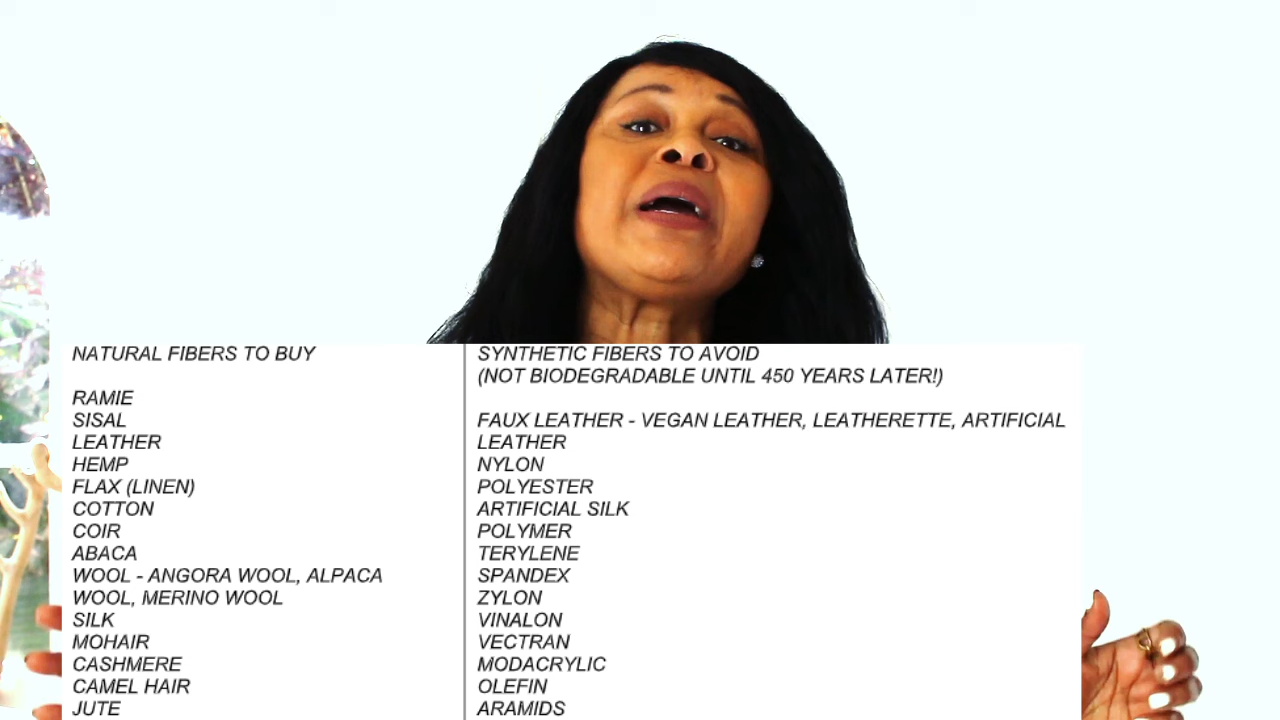 NATURAL FIBERS TO BUY
RAMIE
SISAL
LEATHER
HEMP
FLAX (LINEN)
COTTON
COIR
ABACA
WOOL - ANGORA WOOL, ALPACA
WOOL, MERINO WOOL
SILK
MOHAIR
CASHMERE
CAMEL HAIR
JUTE
SYNTHETIC FIBERS TO AVOID
(NOT BIODEGRADABLE UNTIL 450 YEARS LATER!)
FAUX LEATHER - VEGAN LEATHER, LEATHERETTE, ARTIFICIAL
LEATHER
NYLON
POLYESTER
ARTIFICIAL SILK
POLYMER
TERYLENE
SPANDEX
ZYLON
VINALON
VECTRAN
MODACRYLIC
OLEFIN
ARAMIDS